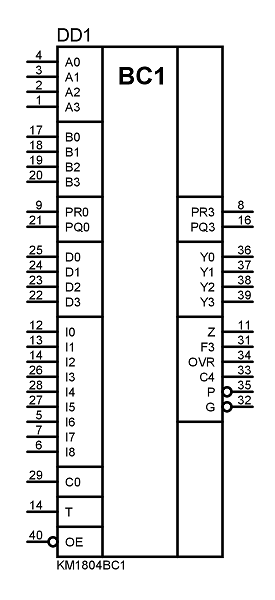 DD1
BC1
4 A0
3 A1
2 A2
1 A3
17 B0
18 B1
19 B2
20 B3
9 PR0 PR3 8
21 PQ0 PQ3 16
25 D0 Y0 36
24 D1 Y1 37
23 D2 Y2 38
22 D3 Y3 39
12 I0 Z 11
13 I1 F3 31
14 I2 OVR 34
26 I3 C4 33
28 I4 P 35
27 I5 G 32
5 I6
7 I7
6 I8
29 C0
14 T
40 OE
KM1804BC1